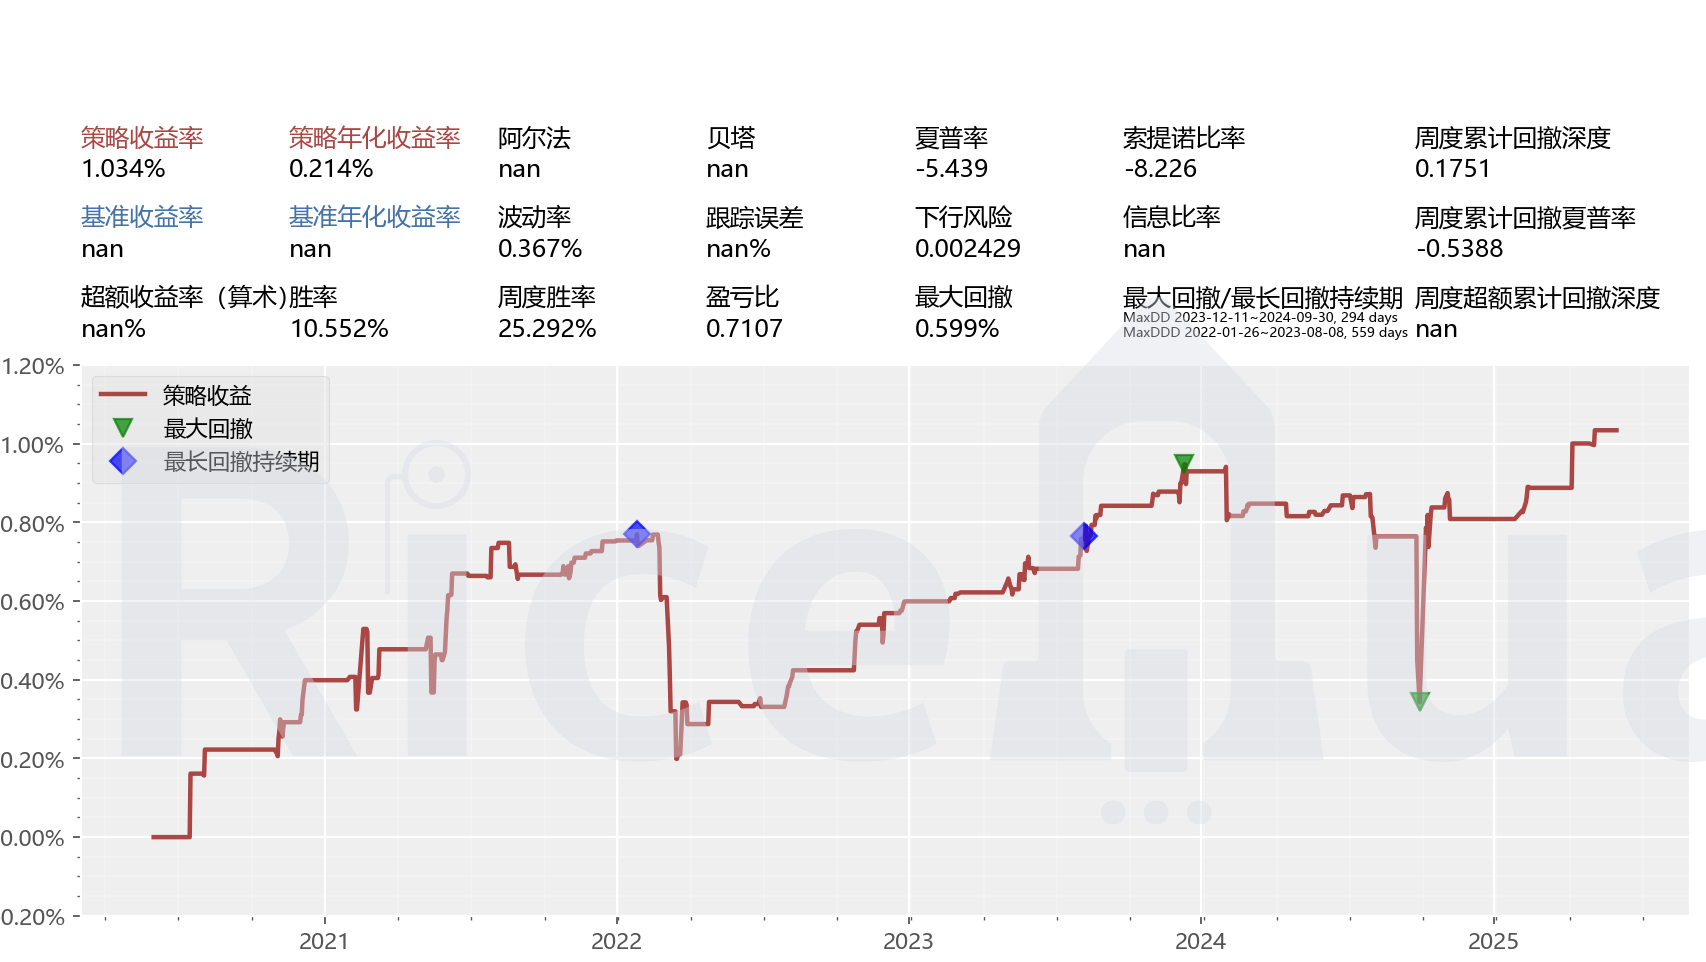 策略收益率 策略年化收益率 阿尔法 贝塔 夏普率 索提诺比率 周度累计回撤深度
1.034% 0.214% nan nan -5.439 -8.226 0.1751
基准收益率 基准年化收益率 波动率 跟踪误差 下行风险 信息比率 周度累计回撤夏普率
nan nan 0.367% nan% 0.002429 nan -0.5388
超额收益率（算术）胜率 周度胜率 盈亏比 最大回撤 最大回撤/最长回撤持续期 周度超额累计回撤深度
nan% 10.552% 25.292% 0.7107 0.599% MaxDD 2023-12-11~2024-09-30, 294 days nan
MaxDDD 2022-01-26~2023-08-08, 559 days
1.20%
策略收益
最大回撤
1.00%
最长回撤持续期
0.80%
0.60%
0.40%
0.20%
0.00%
0.20%
2021 2022 2023 2024 2025
Rice Qua